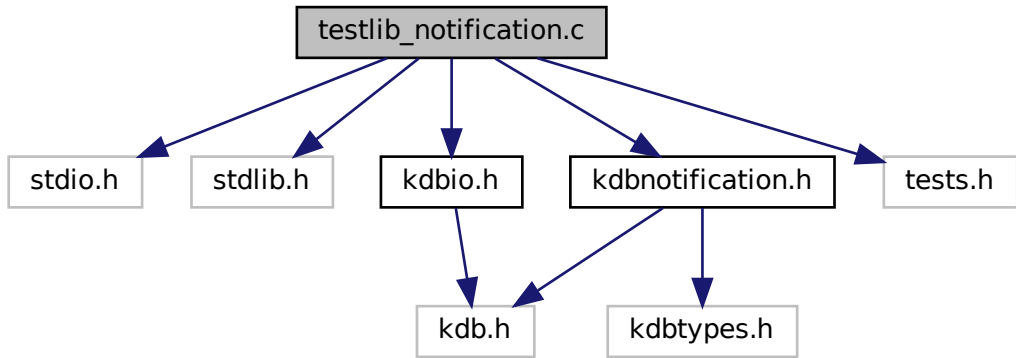 testlib_notification.c
stdio.h
stdlib.h
kdbio.h
kdbnotification.h
tests.h
kdb.h
kdbtypes.h